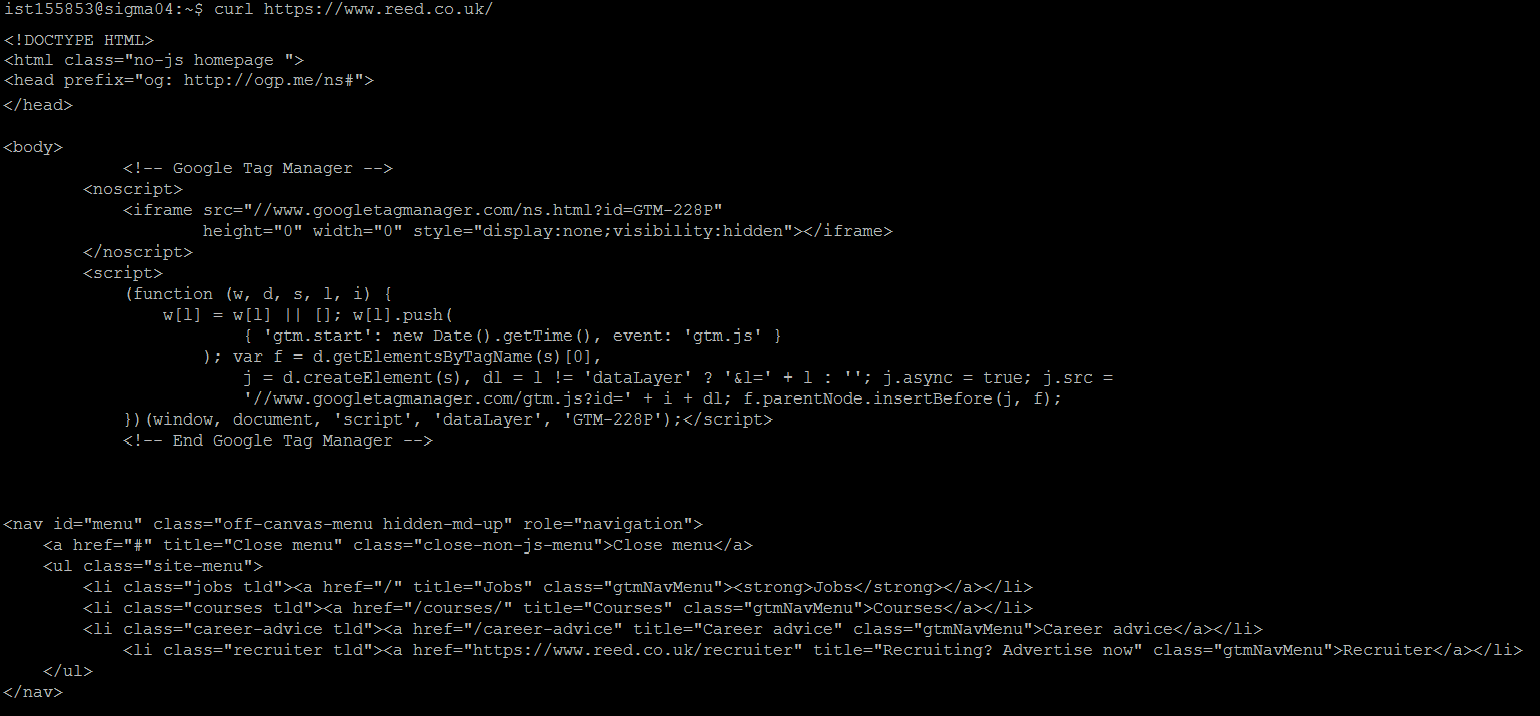 ist155853@sigma04:~$ curl https://www.reed.co.uk/
<!DOCTYPE HTML>
<html class="no-js homepage ">
<head prefix="og: http://ogp.me/ns#">
</head>
<body>
<!-- Google Tag Manager -->
<noscript>
<iframe src="//www.googletagmanager.com/ns.html?id=GTM-228P"
height="0" width="0" style="display:none;visibility:hidden"></iframe>
</noscript>
<script>
(function (w, d, s, l, i) {
w[l] = w[l] || []; w[l].push(
{ 'gtm.start': new Date().getTime(), event: 'gtm.js' }
); var f = d.getElementsByTagName(s)[0],
j = d.createElement(s), dl = l != 'dataLayer' ? '&l=' + l : ''; j.async = true; j.src =
'//www.googletagmanager.com/gtm.js?id=' + i + dl; f.parentNode.insertBefore(j, f);
})(window, document, 'script', 'dataLayer', 'GTM-228P');</script>
<!-- End Google Tag Manager -->
<nav id="menu" class="off-canvas-menu hidden-md-up" role="navigation">
<a href="#" title="Close menu" class="close-non-js-menu">Close menu</a>
<ul class="site-menu">
<li class="jobs tld"><a href="/" title="Jobs" class="gtmNavMenu"><strong>Jobs</strong></a></li>
<li class="courses tld"><a href="/courses/" title="Courses" class="gtmNavMenu">Courses</a></li>
<li class="career-advice tld"><a href="/career-advice" title="Career advice" class="gtmNavMenu">Career advice</a></li>
<li class="recruiter tld"><a href="https://www.reed.co.uk/recruiter" title="Recruiting? Advertise now" class="gtmNavMenu">Recruiter</a></li>
</ul>
</nav>